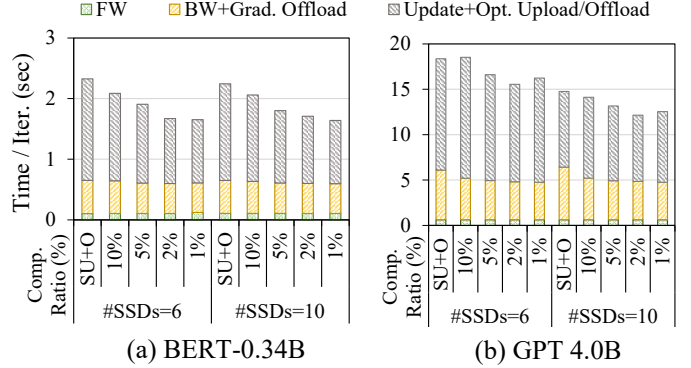 FW BW+Grad. Offload Update+Opt. Upload/Offload
Time / Iter. (sec)
3
2
1
0
Comp. Ratio (%)
SU+O 10% 5% 2% 1% SU+O 10% 5% 2% 1%
#SSDs=6 #SSDs=10
(a) BERT-0.34B
20
15
10
5
0
Comp. Ratio (%)
SU+O 10% 5% 2% 1% SU+O 10% 5% 2% 1%
#SSDs=6 #SSDs=10
(b) GPT 4.0B